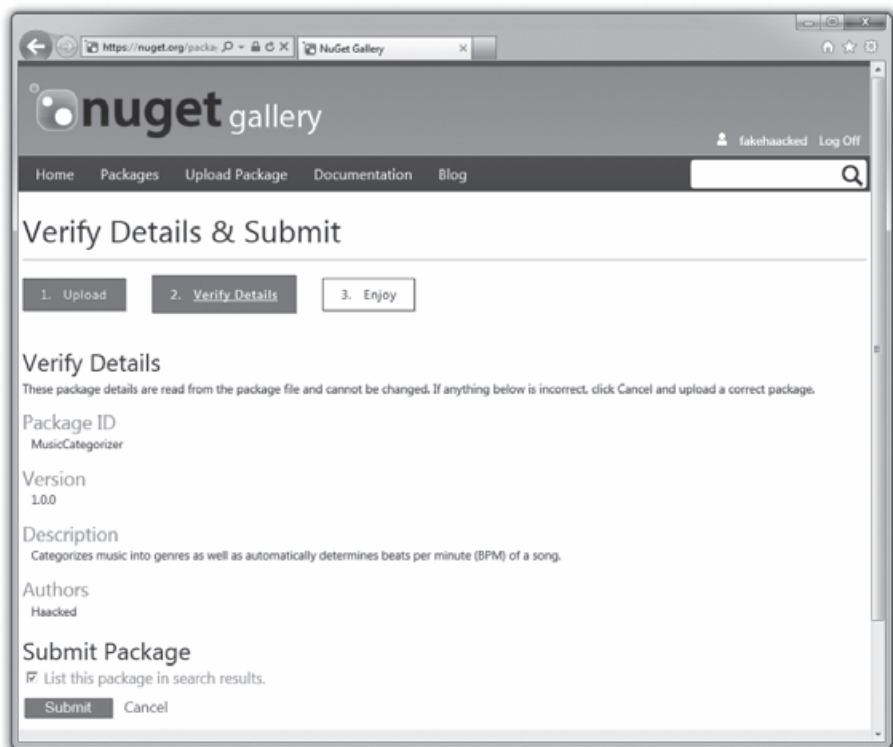 https://nuget.org/packa
NuGet Gallery
nuget gallery
fakehaacked Log Off
Home Packages Upload Package Documentation Blog
Verify Details & Submit
1. Upload
2. Verify Details
3. Enjoy
Verify Details
These package details are read from the package file and cannot be changed. If anything below is incorrect, click Cancel and upload a correct package.
Package ID
MusicCategorizer
Version
1.0.0
Description
Categorizes music into genres as well as automatically determines beats per minute (BPM) of a song.
Authors
Haacked
Submit Package
List this package in search results.
Submit Cancel